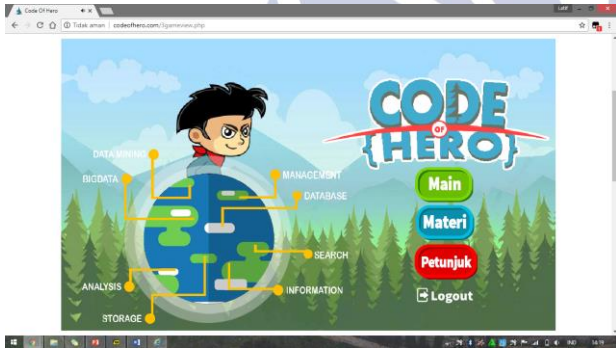 Code Of Hero
Tidak aman | codeofhero.com/3gameview.php
CODE
OF
{HERO}
DATA MINING
BIGDATA
MANAGEMENT
DATABASE
SEARCH
INFORMATION
ANALYSIS
STORAGE
Main
Materi
Petunjuk
Logout